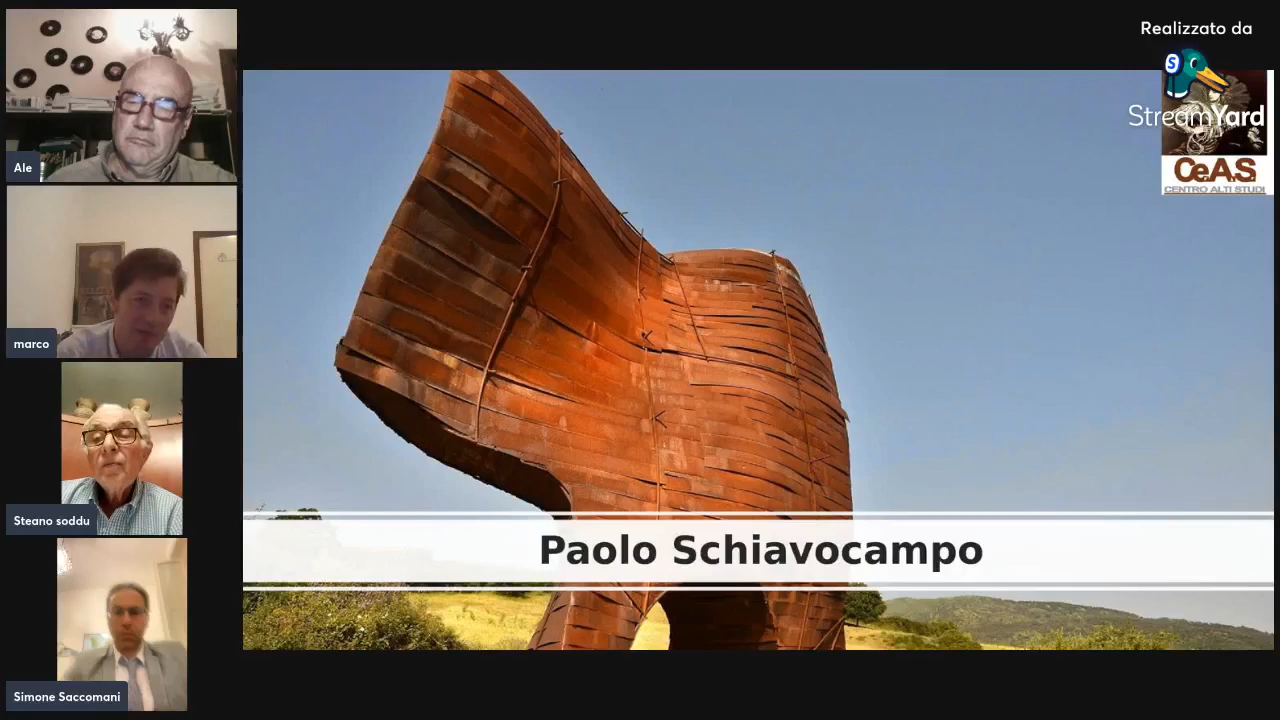 Realizzato da
StreamYard
CeAS.
CENTRO ALTI STUDI
Ale
marco
Steano soddu
Simone Saccomani
Paolo Schiavocampo